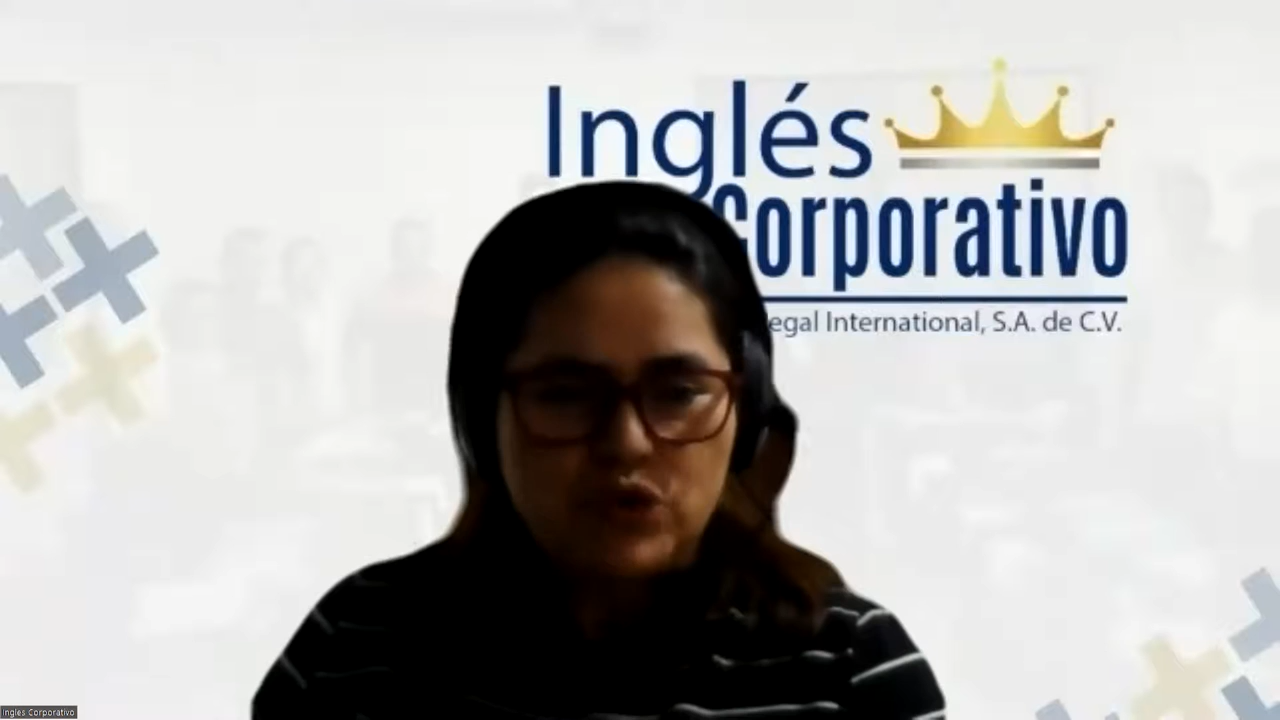 Inglés
Corporativo
egal International, S.A. de C.V.
Inglés Corporativo